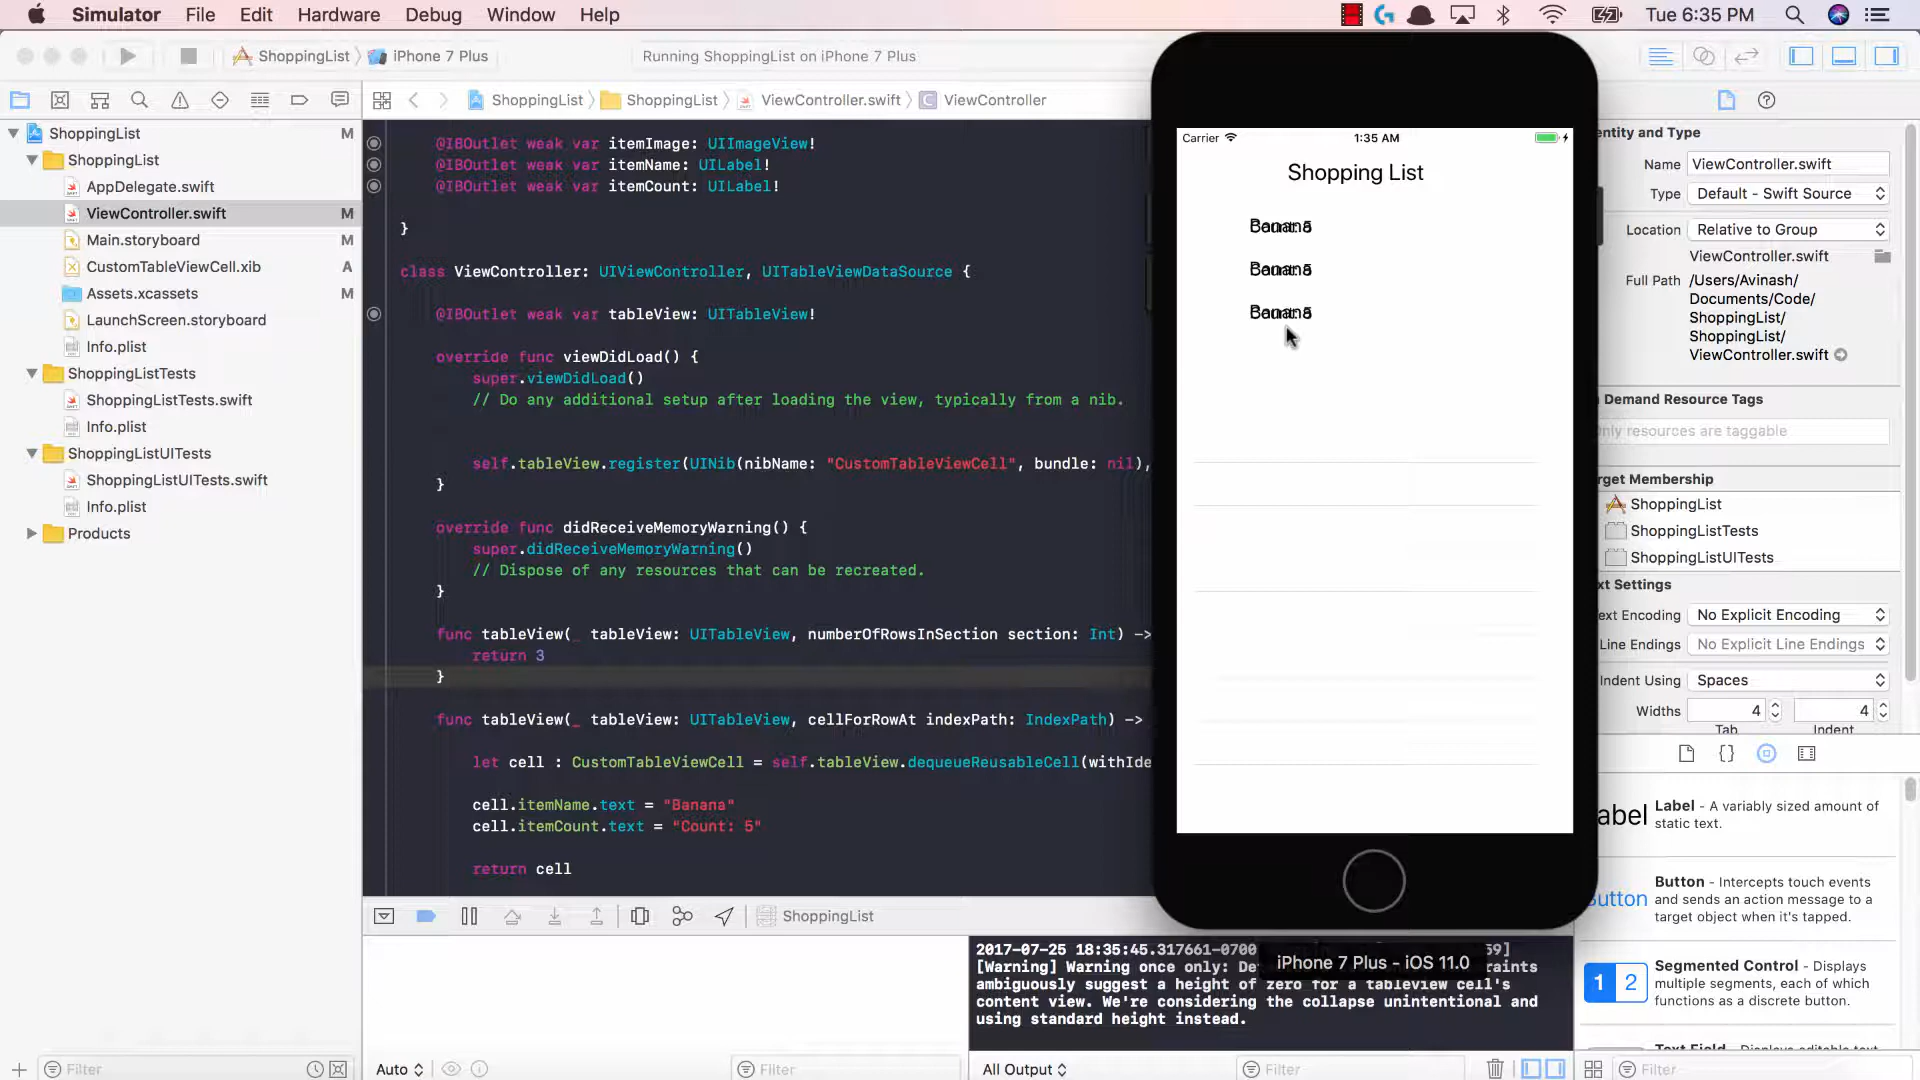 Simulator File Edit Hardware Debug Window Help Tue 6:35 PM
ShoppingList iPhone 7 Plus Running ShoppingList on iPhone 7 Plus
ShoppingList ShoppingList ViewController.swift C ViewController
ShoppingList M
ShoppingList
AppDelegate.swift
ViewController.swift M
Main.storyboard M
CustomTableViewCell.xib A
Assets.xcassets M
LaunchScreen.storyboard
Info.plist
ShoppingListTests
ShoppingListTests.swift
Info.plist
ShoppingListUITests
ShoppingListUITests.swift
Info.plist
Products
@IBOutlet weak var itemImage: UIImageView!
@IBOutlet weak var itemName: UILabel!
@IBOutlet weak var itemCount: UILabel!
}
class ViewController: UIViewController, UITableViewDataSource {
@IBOutlet weak var tableView: UITableView!
override func viewDidLoad() {
super.viewDidLoad()
// Do any additional setup after loading the view, typically from a nib.
self.tableView.register(UINib(nibName: "CustomTableViewCell", bundle: nil),
}
override func didReceiveMemoryWarning() {
super.didReceiveMemoryWarning()
// Dispose of any resources that can be recreated.
}
func tableView(_ tableView: UITableView, numberOfRowsInSection section: Int) ->
return 3
}
func tableView(_ tableView: UITableView, cellForRowAt indexPath: IndexPath) ->
let cell : CustomTableViewCell = self.tableView.dequeueReusableCell(withIde
cell.itemName.text = "Banana"
cell.itemCount.text = "Count: 5"
return cell
Carrier 1:35 AM
Shopping List
Banana
Banana
Banana
iPhone 7 Plus - iOS 11.0
entity and Type
Name ViewController.swift
Type Default - Swift Source
Location Relative to Group
ViewController.swift
Full Path /Users/Avinash/
Documents/Code/
ShoppingList/
ShoppingList/
ViewController.swift
Demand Resource Tags
Only resources are taggable
rget Membership
ShoppingList
ShoppingListTests
ShoppingListUITests
xt Settings
ext Encoding No Explicit Encoding
Line Endings No Explicit Line Endings
Indent Using Spaces
Widths 4 4
Tab Indent
{}
abel Label - A variably sized amount of
static text.
Button Button - Intercepts touch events
and sends an action message to a
target object when it's tapped.
1 2 Segmented Control - Displays
multiple segments, each of which
functions as a discrete button.
ShoppingList
2017-07-25 18:35:45.317661-0700 59]
[Warning] Warning once only: De raints
ambiguously suggest a height of zero for a tableview cell's
content view. We're considering the collapse unintentional and
using standard height instead.
Filter Auto Filter All Output Filter Filter